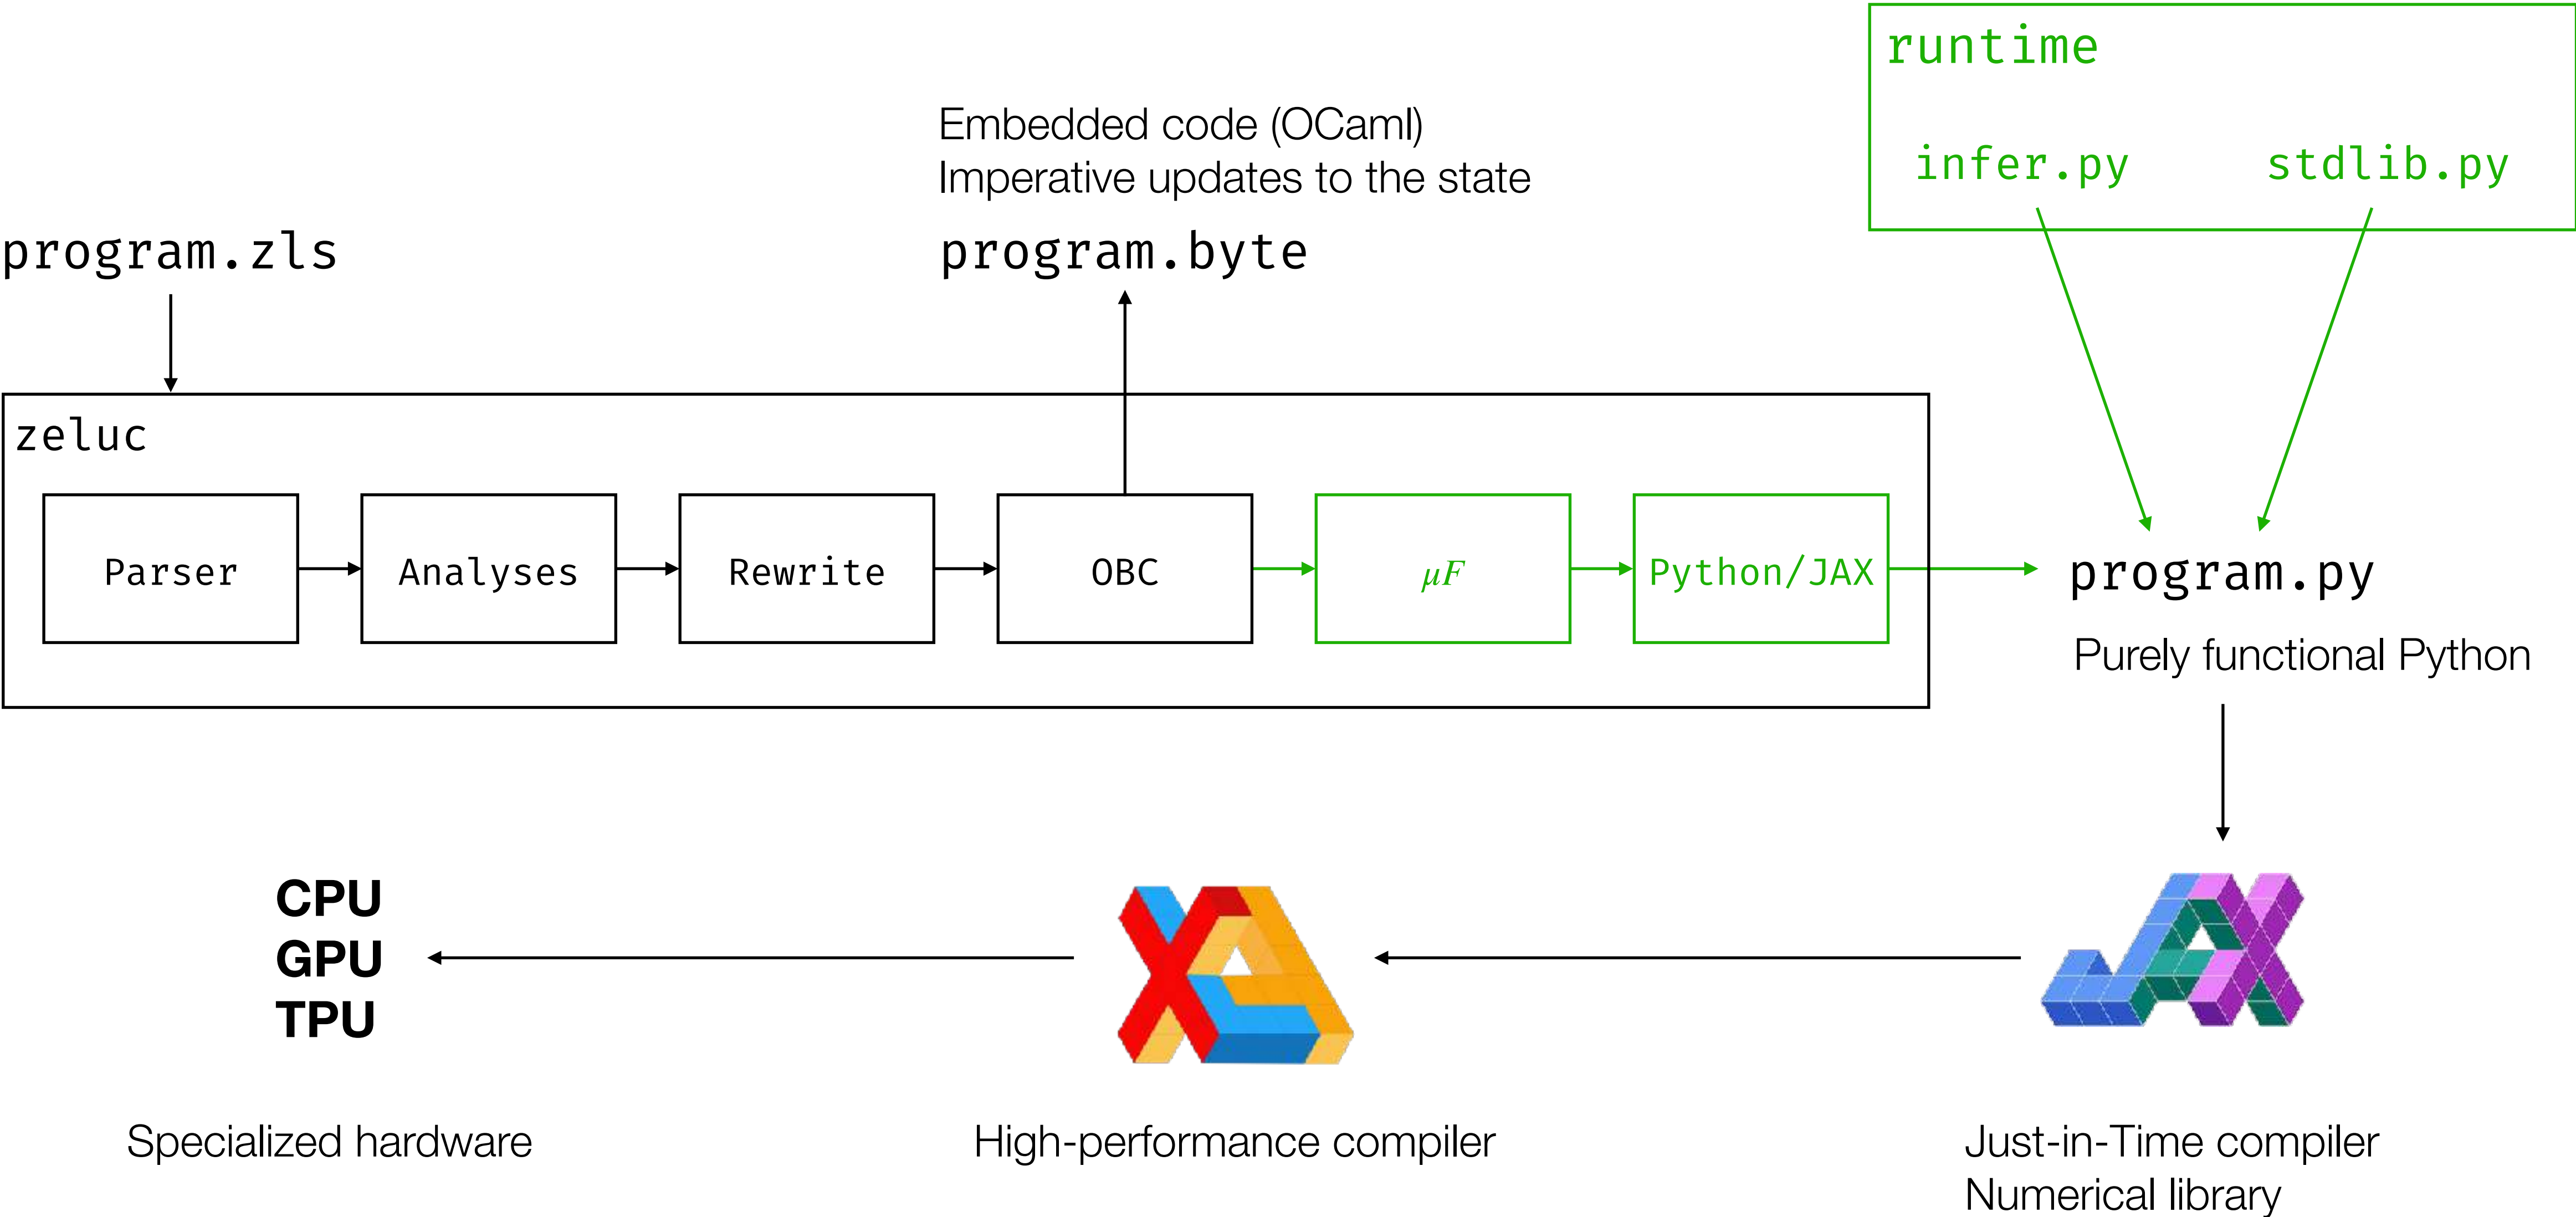 runtime
infer.py stdlib.py
Embedded code (OCaml)
Imperative updates to the state
program.byte
program.zls
zeluc
Parser
Analyses
Rewrite
OBC
μF
Python/JAX
program.py
Purely functional Python
CPU
GPU
TPU
Specialized hardware
XLA
High-performance compiler
JAX
Just-in-Time compiler
Numerical library